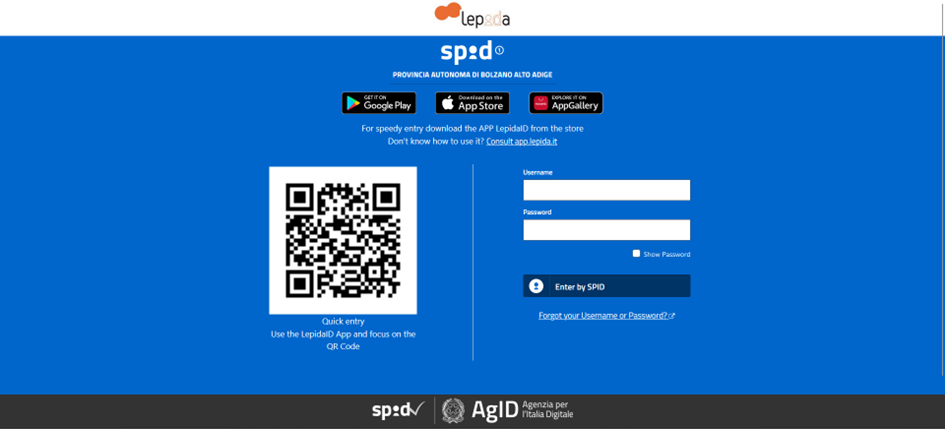 lepida
spid
PROVINCIA AUTONOMA DI BOLZANO ALTO ADIGE
GET IT ON
Google Play
Download on the
App Store
EXPLORE IT ON
AppGallery
For speedy entry download the APP LepidaID from the store
Don't know how to use it? Consult app.lepida.it
Quick entry
Use the LepidaID App and focus on the
QR Code
Username
Password
Show Password
Enter by SPID
Forgot your Username or Password?
spid
AgID
Agenzia per
l'Italia Digitale